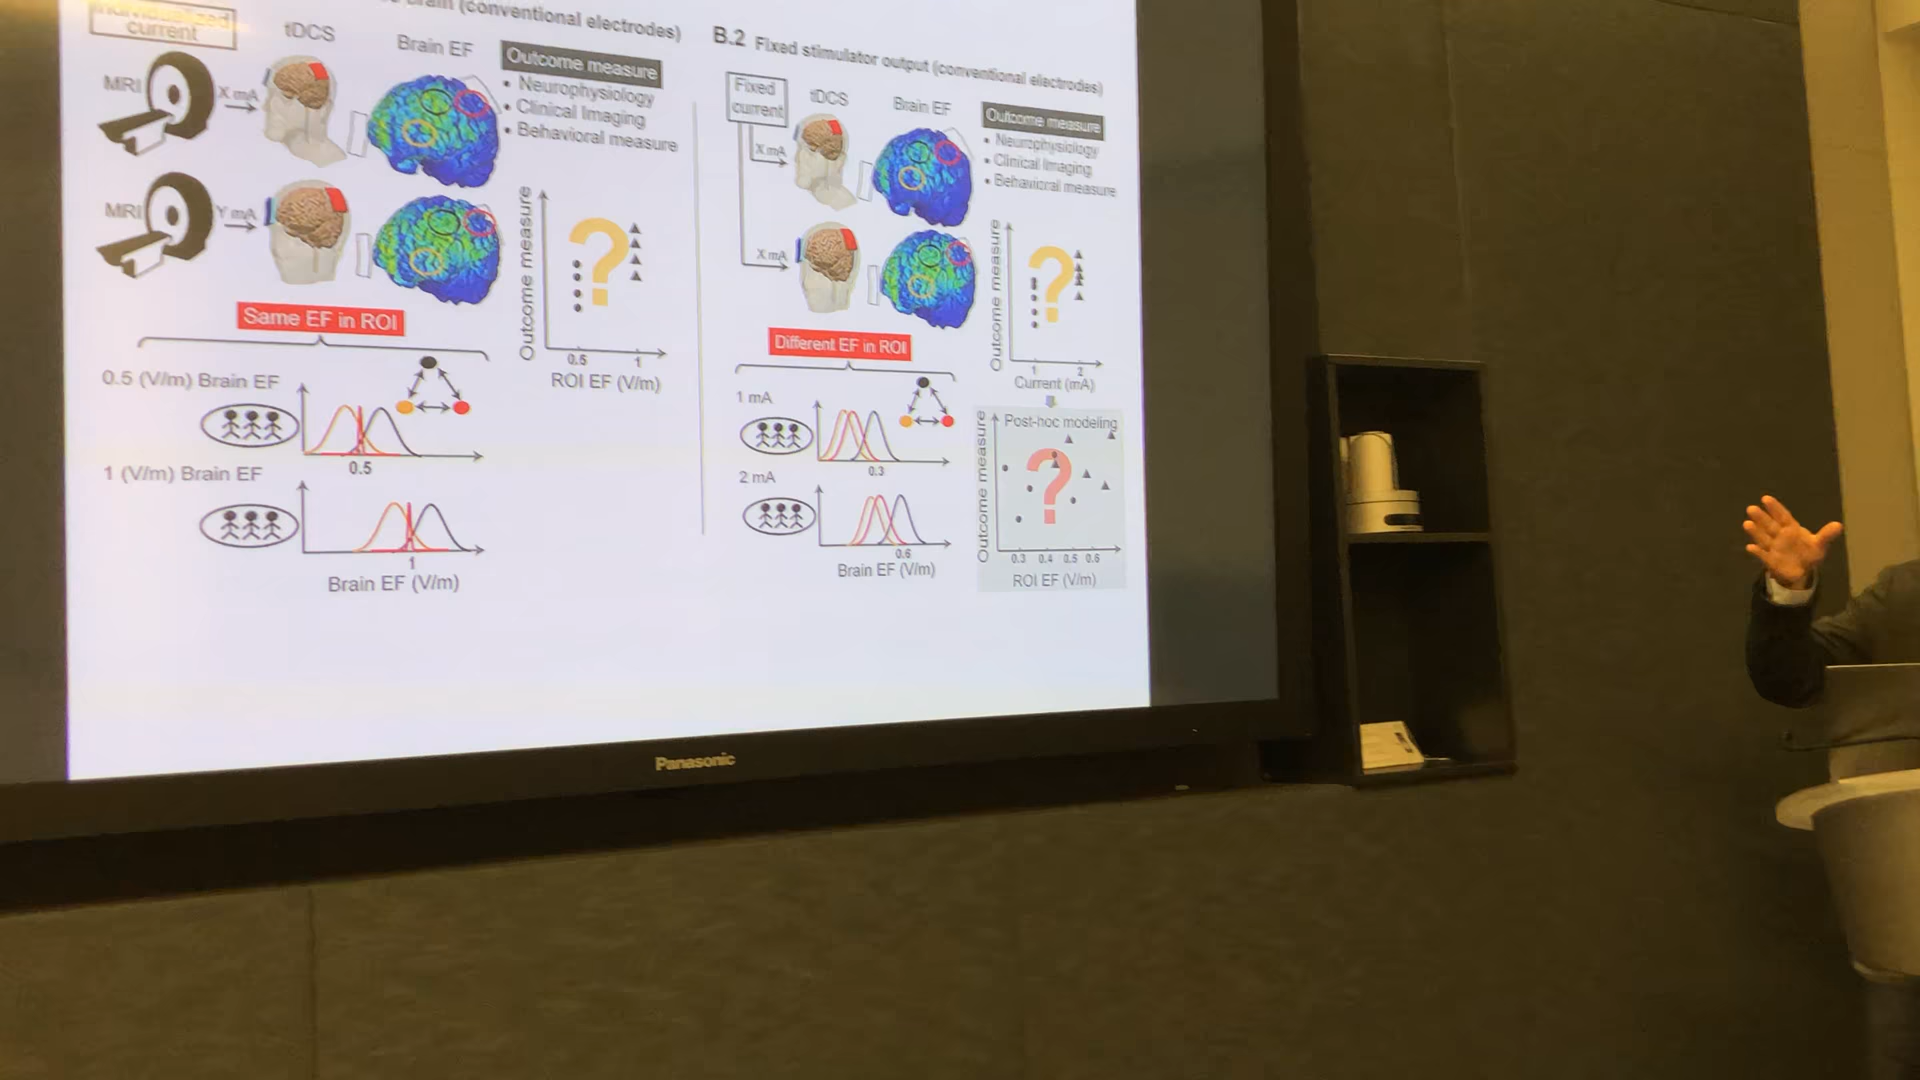 brain (conventional electrodes)
Individualized
current
tDCS
Brain EF
Outcome measure
• Neurophysiology
• Clinical Imaging
• Behavioral measure
MRI
X mA
MRI
Y mA
Same EF in ROI
Outcome measure
?
0.5
1
ROI EF (V/m)
0.5 (V/m) Brain EF
0.5
1 (V/m) Brain EF
1
Brain EF (V/m)
B.2 Fixed stimulator output (conventional electrodes)
Fixed
current
tDCS
Brain EF
Outcome measure
• Neurophysiology
• Clinical Imaging
• Behavioral measure
X mA
X mA
Different EF in ROI
Outcome measure
?
1
2
Current (mA)
1 mA
0.3
2 mA
0.6
Brain EF (V/m)
Post-hoc modeling
Outcome measure
?
0.3 0.4 0.5 0.6
ROI EF (V/m)
Panasonic